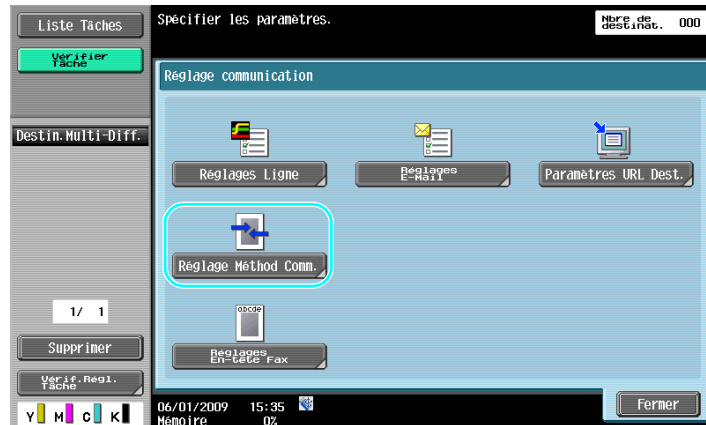 Liste Tâches
Spécifier les paramètres.
Nbre de
destinat. 000
Vérifier
Tâche
Réglage communication
Destin.Multi-Diff.
Réglages Ligne
Réglages
E-Mail
Paramètres URL Dest.
Réglage Méthod Comm.
1/ 1
abcde
Supprimer
Réglages
En-tête Fax
Vérif.Régl.
Tâche
Fermer
Y M C K
06/01/2009 15:35
Mémoire 0%